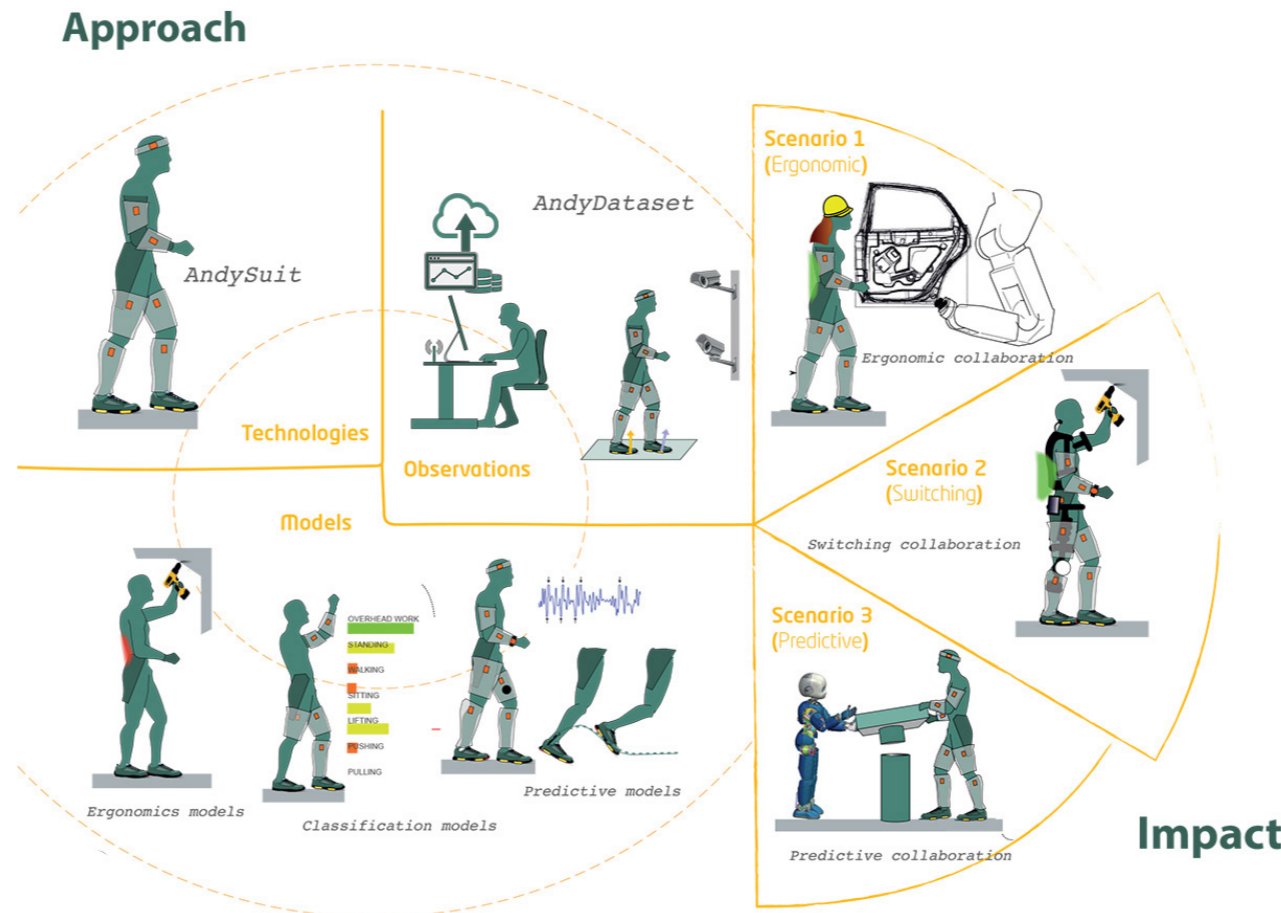 Approach
AndySuit
Technologies
AndyDataset
Observations
Models
OVERHEAD WORK
STANDING
WALKING
SITTING
LIFTING
PUSHING
PULLING
Ergonomics models
Classification models
Predictive models
Scenario 1
(Ergonomic)
Ergonomic collaboration
Scenario 2
(Switching)
Switching collaboration
Scenario 3
(Predictive)
Predictive collaboration
Impact